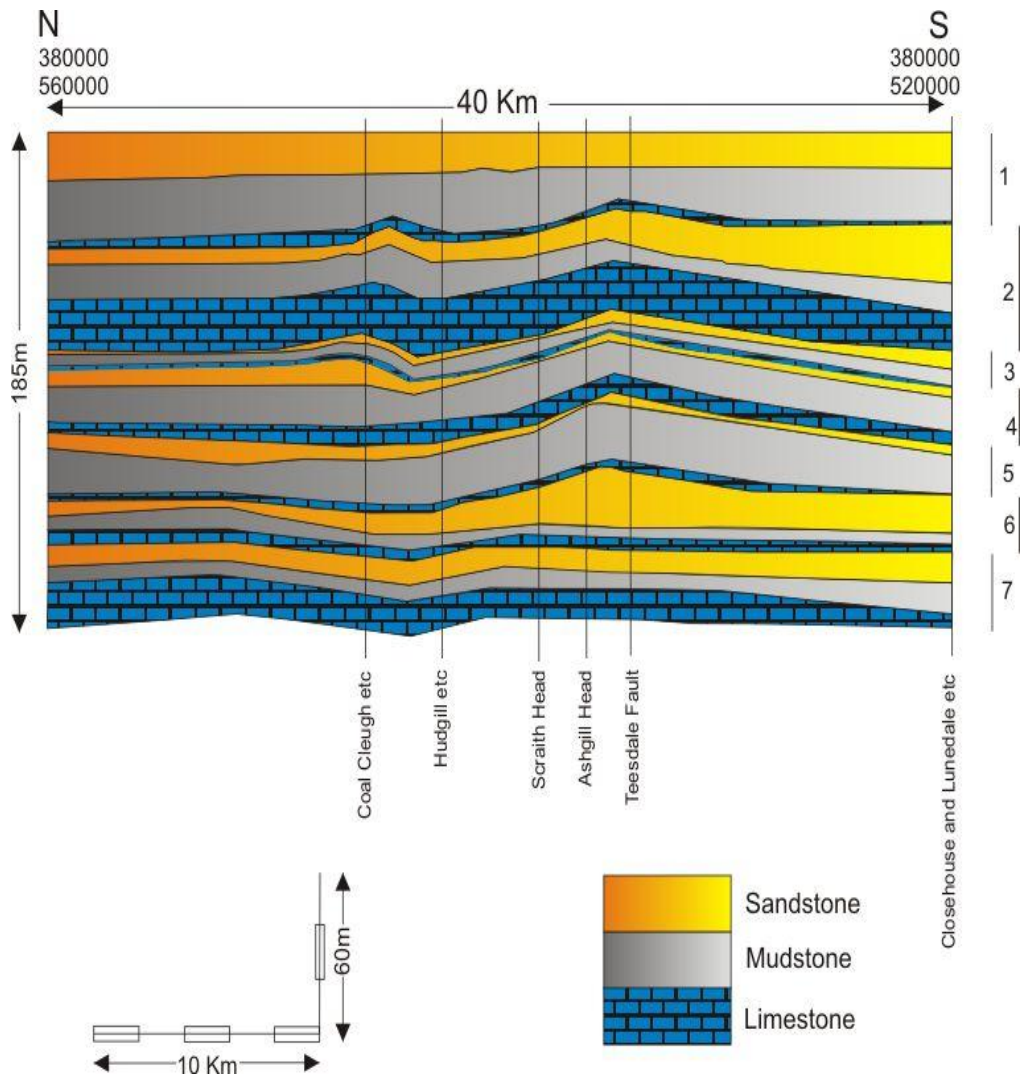 N
S
380000
560000
380000
520000
40 Km
185m
1
2
3
4
5
6
7
Coal Cleugh etc
Hudgill etc
Scraith Head
Ashgill Head
Teesdale Fault
Closehouse and Lunedale etc
60m
10 Km
Sandstone
Mudstone
Limestone